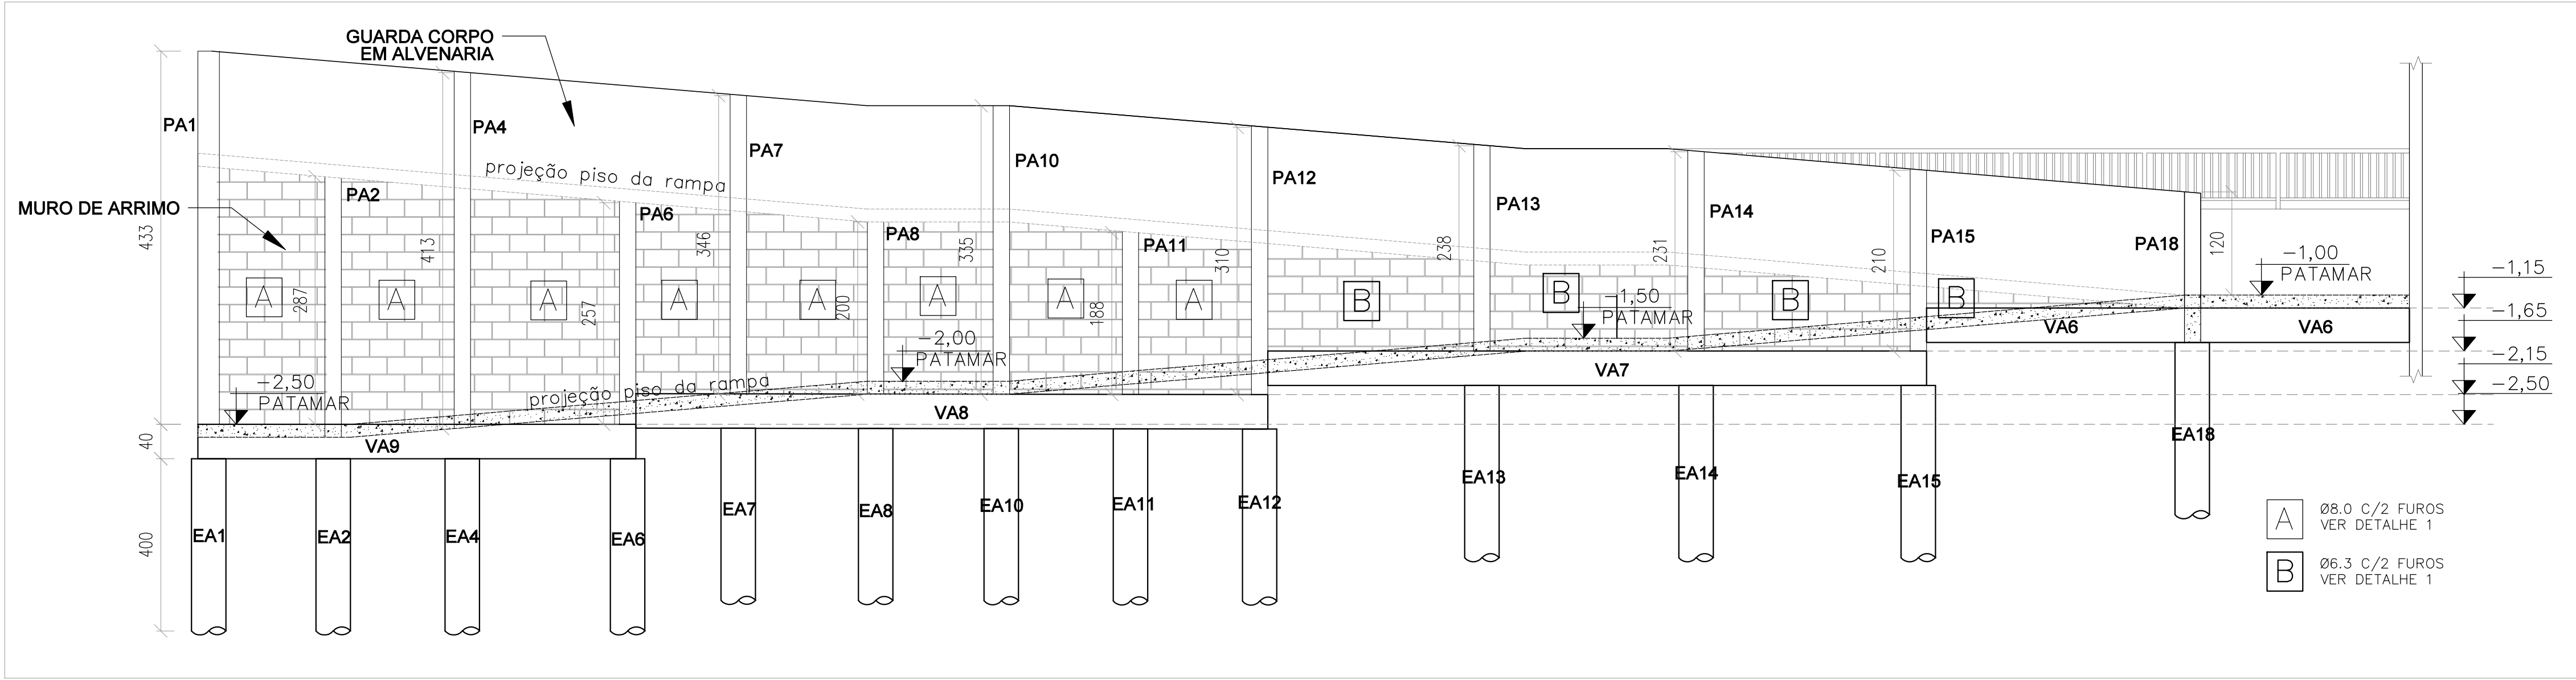 GUARDA CORPO
EM ALVENARIA
PA1
PA4
PA7
PA10
PA12
PA13
PA14
PA15
PA18
projeção piso da rampa
PA2
PA6
PA8
PA11
MURO DE ARRIMO
433
413
346
335
310
238
231
210
120
287
257
200
188
A
A
A
A
A
A
A
A
B
B
B
B
-1,00
PATAMAR
-1,15
-1,50
PATAMAR
-1,65
-2,00
PATAMAR
-2,15
-2,50
-2,50
PATAMAR
projeção piso da rampa
VA6
VA6
VA7
VA8
VA9
40
400
EA1
EA2
EA4
EA6
EA7
EA8
EA10
EA11
EA12
EA13
EA14
EA15
EA18
A
Ø8.0 C/2 FUROS
VER DETALHE 1
B
Ø6.3 C/2 FUROS
VER DETALHE 1